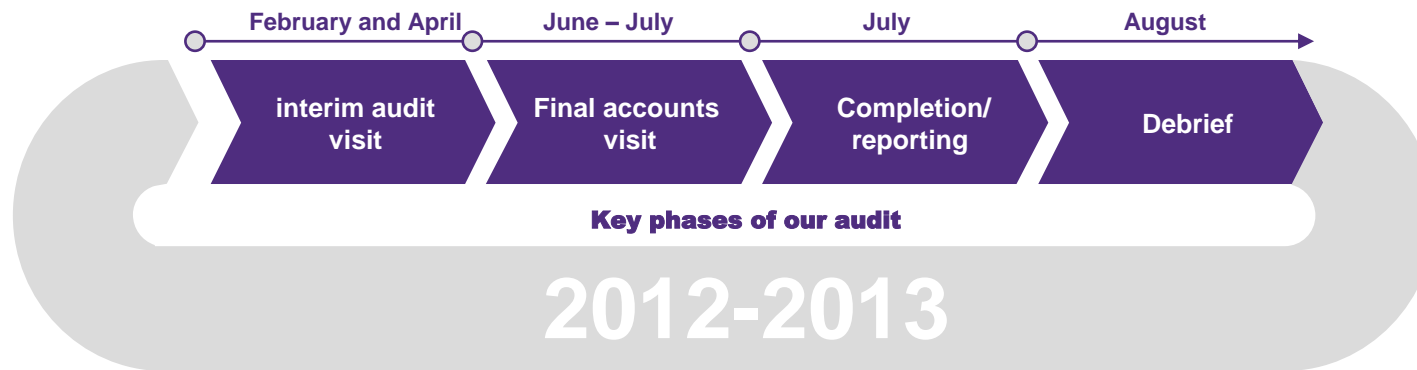 February and April
June – July
July
August
interim audit
visit
Final accounts
visit
Completion/
reporting
Debrief
Key phases of our audit
2012-2013